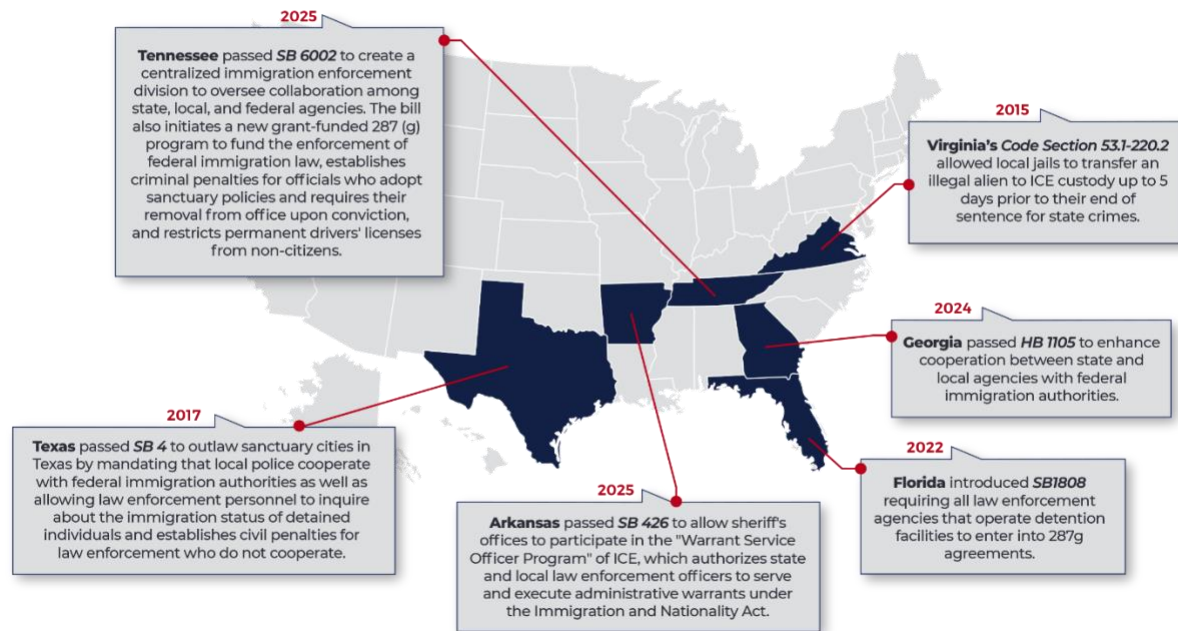 2025
Tennessee passed SB 6002 to create a
centralized immigration enforcement
division to oversee collaboration among
state, local, and federal agencies. The bill
also initiates a new grant-funded 287 (g)
program to fund the enforcement of
federal immigration law, establishes
criminal penalties for officials who adopt
sanctuary policies and requires their
removal from office upon conviction,
and restricts permanent drivers' licenses
from non-citizens.
2015
Virginia's Code Section 53.1-220.2
allowed local jails to transfer an
illegal alien to ICE custody up to 5
days prior to their end of
sentence for state crimes.
2024
Georgia passed HB 1105 to enhance
cooperation between state and
local agencies with federal
immigration authorities.
2017
Texas passed SB 4 to outlaw sanctuary cities in
Texas by mandating that local police cooperate
with federal immigration authorities as well as
allowing law enforcement personnel to inquire
about the immigration status of detained
individuals and establishes civil penalties for
law enforcement who do not cooperate.
2025
Arkansas passed SB 426 to allow sheriff's
offices to participate in the "Warrant Service
Officer Program" of ICE, which authorizes state
and local law enforcement officers to serve
and execute administrative warrants under
the Immigration and Nationality Act.
2022
Florida introduced SB1808
requiring all law enforcement
agencies that operate detention
facilities to enter into 287g
agreements.